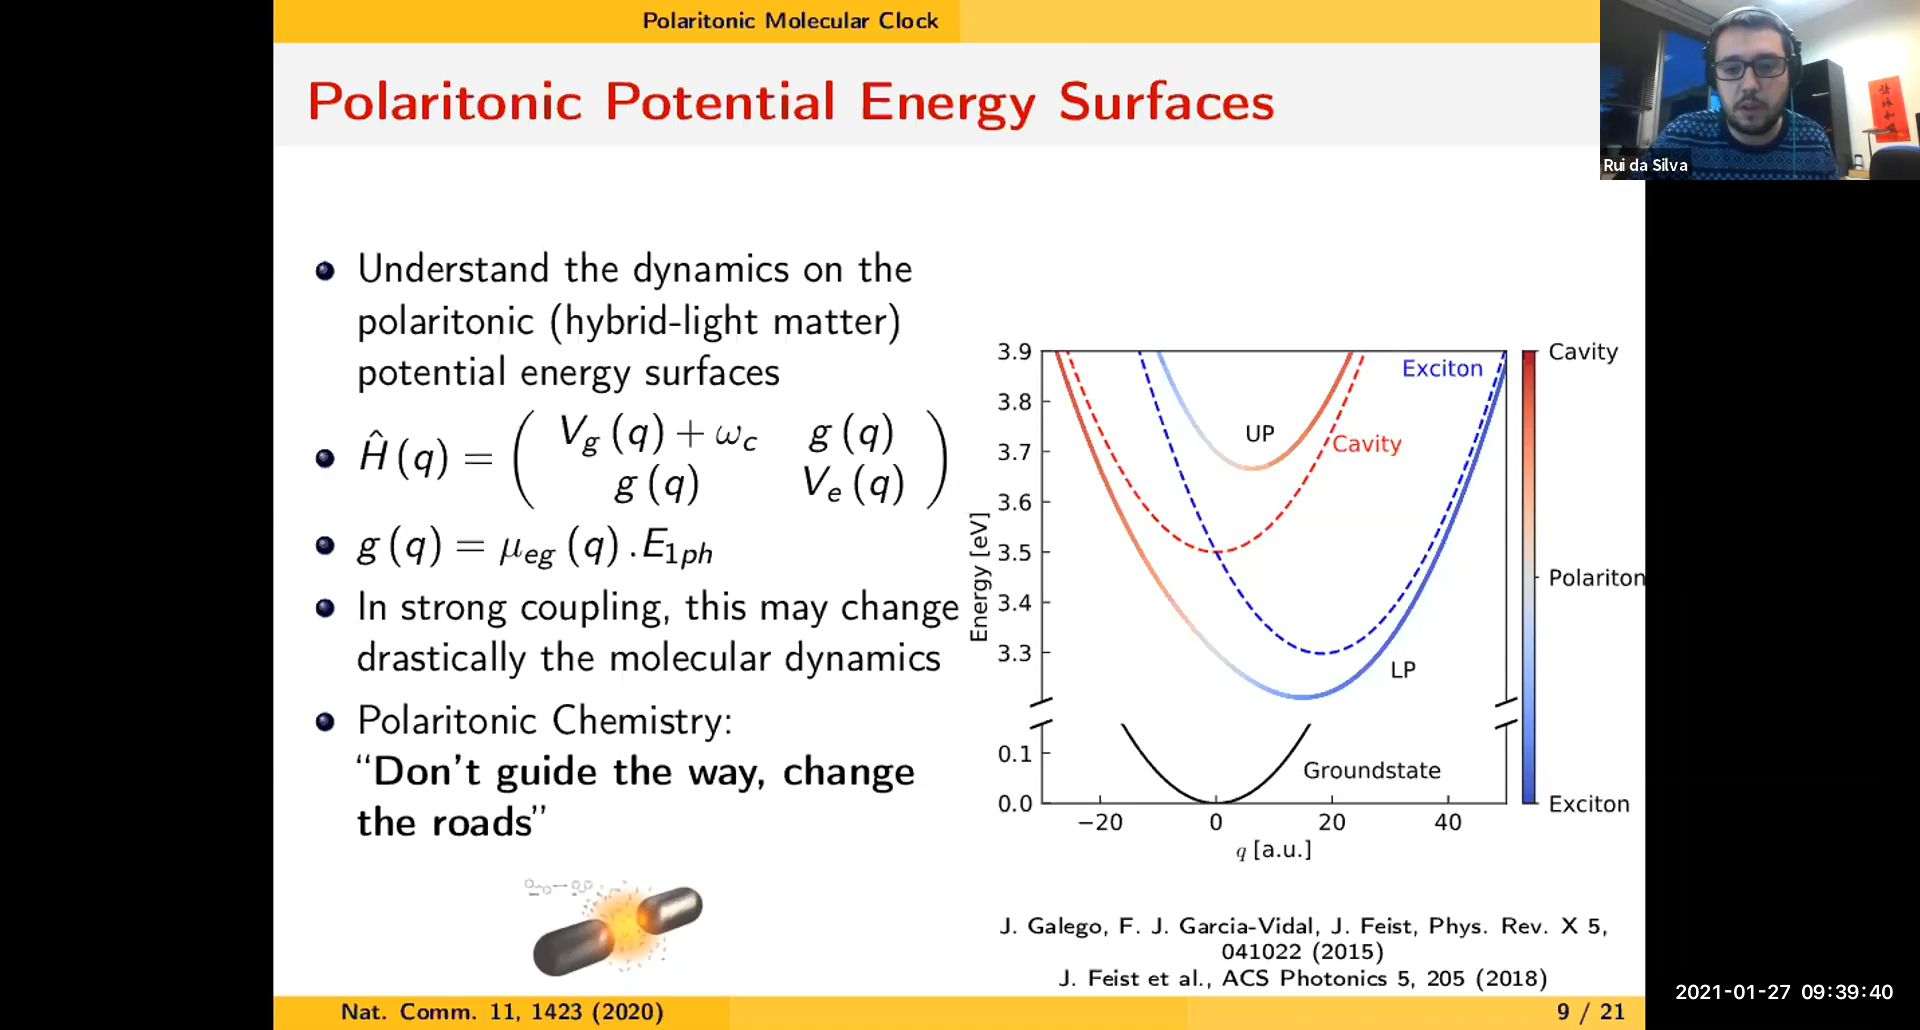 Polaritonic Molecular Clock
Polaritonic Potential Energy Surfaces
Rui da Silva
Understand the dynamics on the
polaritonic (hybrid-light matter)
potential energy surfaces
Ĥ (q) = ( V_g (q) + ω_c g (q)
g (q) V_e (q) )
g (q) = μ_eg (q) . E_1ph
In strong coupling, this may change
drastically the molecular dynamics
Polaritonic Chemistry:
“Don't guide the way, change
the roads”
Energy [eV]
3.9
3.8
3.7
3.6
3.5
3.4
3.3
0.1
0.0
−20 0 20 40
q [a.u.]
Exciton
UP
Cavity
LP
Groundstate
Cavity
Polariton
Exciton
J. Galego, F. J. Garcia-Vidal, J. Feist, Phys. Rev. X 5,
041022 (2015)
J. Feist et al., ACS Photonics 5, 205 (2018)
Nat. Comm. 11, 1423 (2020)
9 / 21
2021-01-27 09:39:40